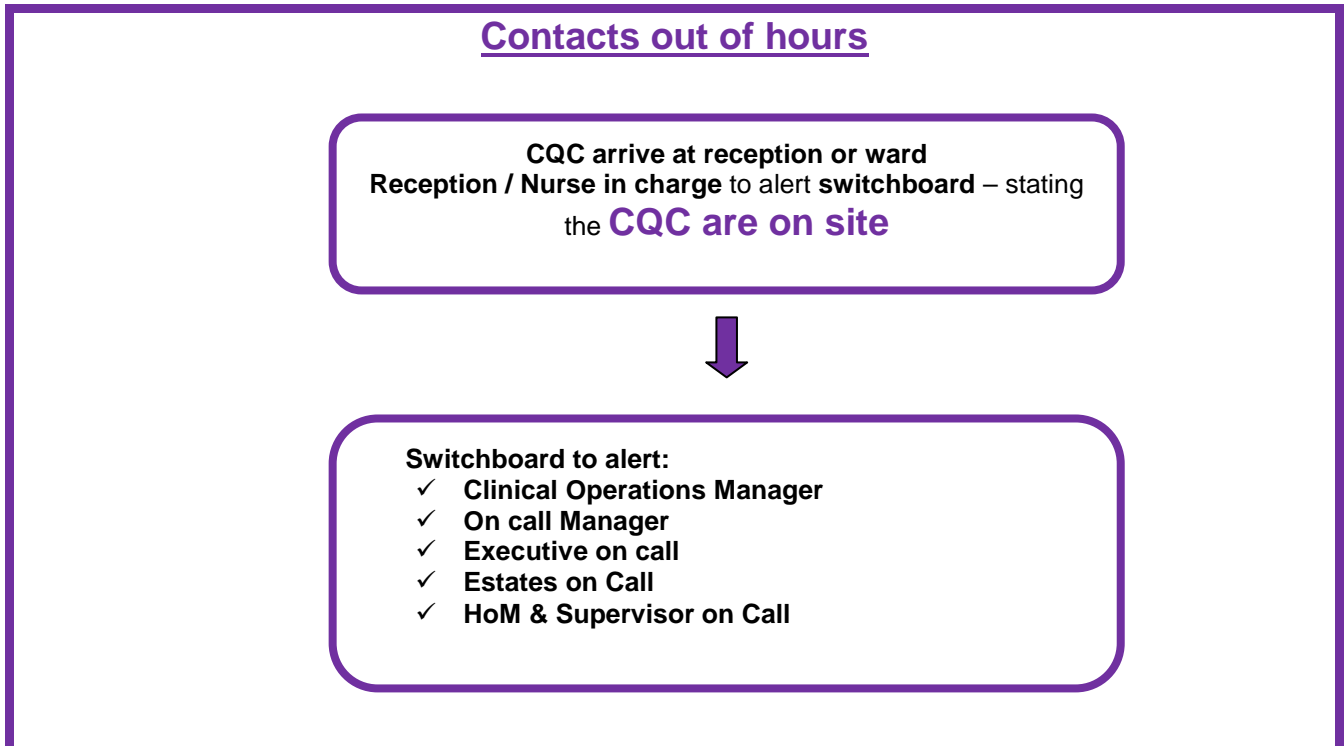 Contacts out of hours
CQC arrive at reception or ward
Reception / Nurse in charge to alert switchboard – stating
the CQC are on site
Switchboard to alert:
✓ Clinical Operations Manager
✓ On call Manager
✓ Executive on call
✓ Estates on Call
✓ HoM & Supervisor on Call